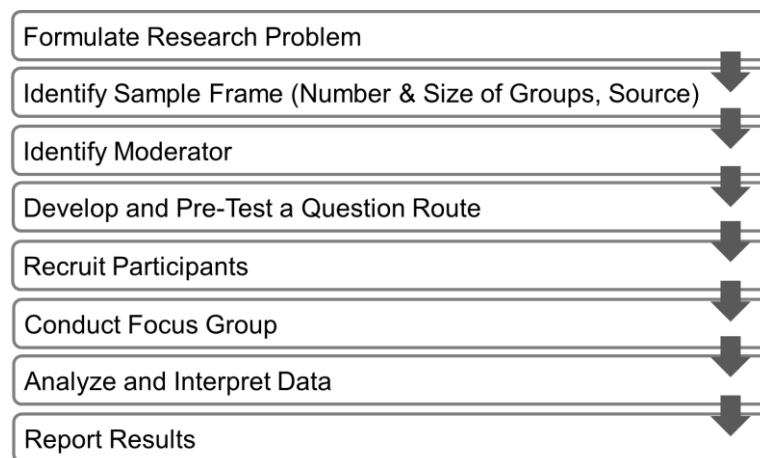 Formulate Research Problem
Identify Sample Frame (Number & Size of Groups, Source)
Identify Moderator
Develop and Pre-Test a Question Route
Recruit Participants
Conduct Focus Group
Analyze and Interpret Data
Report Results